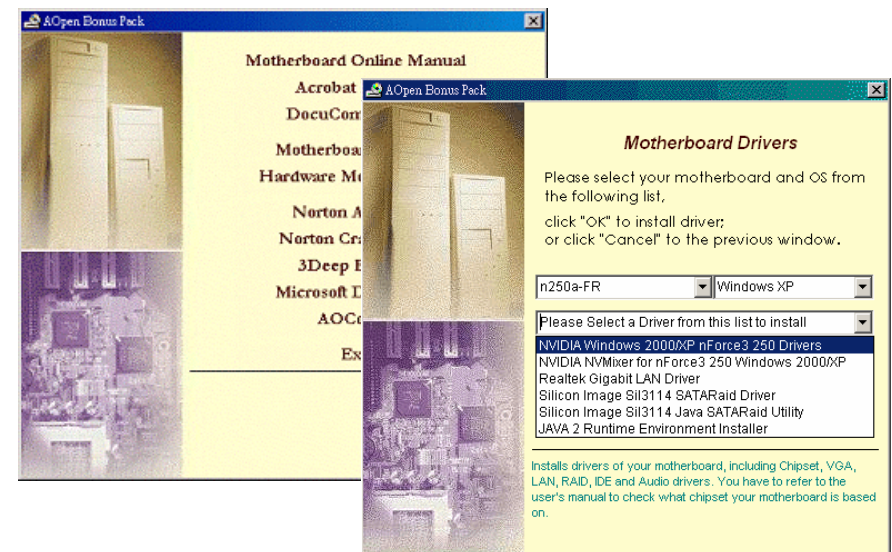 AOpen Bonus Pack
Motherboard Online Manual
Acrobat
Hardware
Norton
Norton
3Deep
Microsoft
AOpen Bonus Pack
Motherboard Drivers
Please select your motherboard and OS from
the following list,
click "OK" to install driver;
or click "Cancel" to the previous window.
n250a-FR
Windows XP
Please Select a Driver from this list to install
NVIDIA Windows 2000/XP nForce3 250 Drivers
NVIDIA NVMixer for nForce3 250 Windows 2000/XP
Realtek Gigabit LAN Driver
Silicon Image Sil3114 SATARaid Driver
Silicon Image Sil3114 Java SATARaid Utility
JAVA 2 Runtime Environment Installer
Installs drivers of your motherboard, including Chipset, VGA,
LAN, RAID, IDE and Audio drivers. You have to refer to the
user's manual to check what chipset your motherboard is based
on.